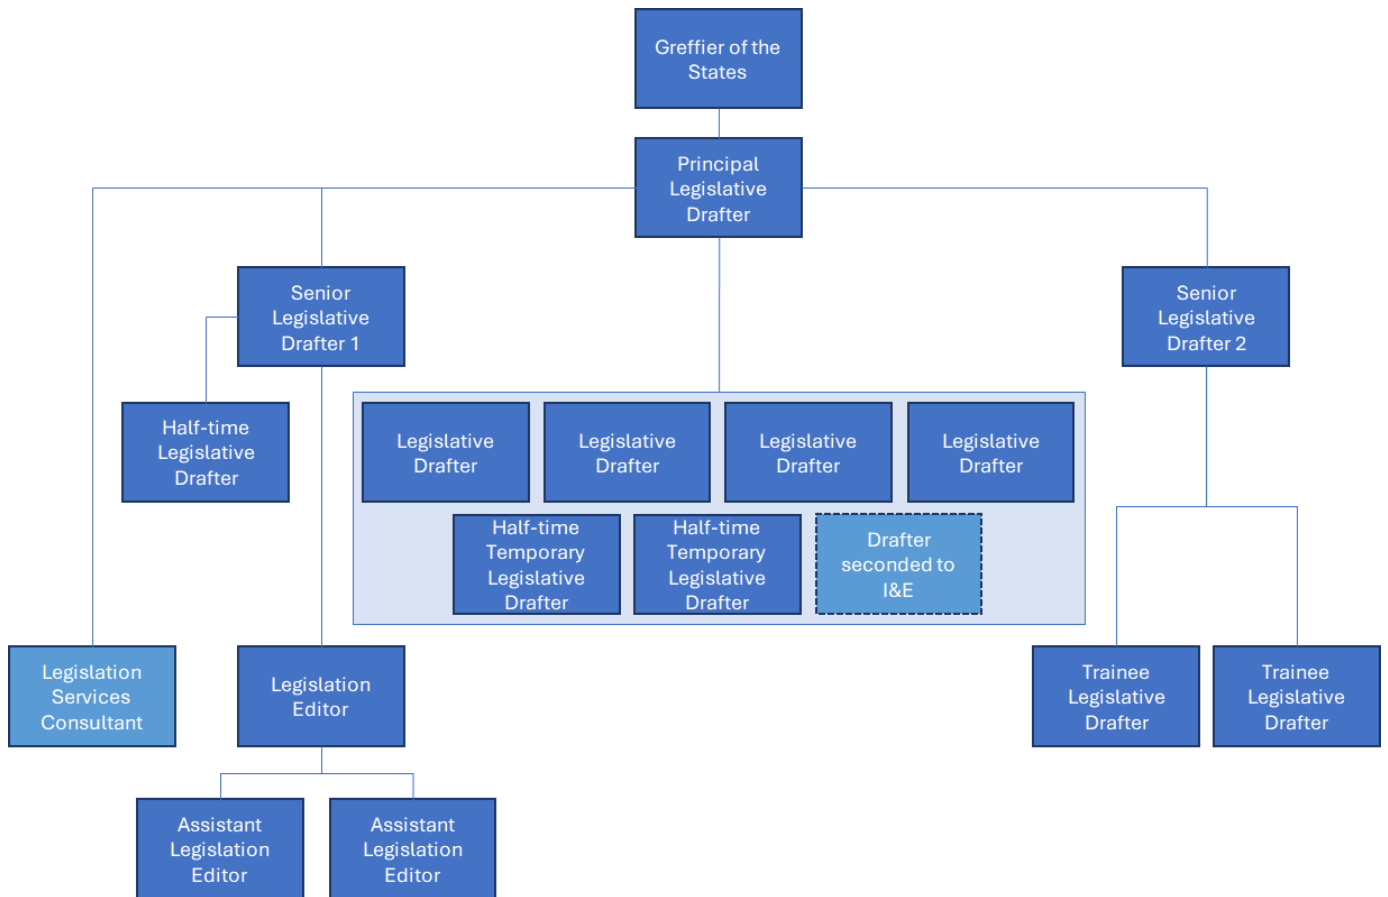 Greffier of the
States
Principal
Legislative
Drafter
Senior
Legislative
Drafter 1
Senior
Legislative
Drafter 2
Half-time
Legislative
Drafter
Legislative
Drafter
Legislative
Drafter
Legislative
Drafter
Legislative
Drafter
Half-time
Temporary
Legislative
Drafter
Half-time
Temporary
Legislative
Drafter
Drafter
seconded to
I&E
Legislation
Services
Consultant
Legislation
Editor
Trainee
Legislative
Drafter
Trainee
Legislative
Drafter
Assistant
Legislation
Editor
Assistant
Legislation
Editor